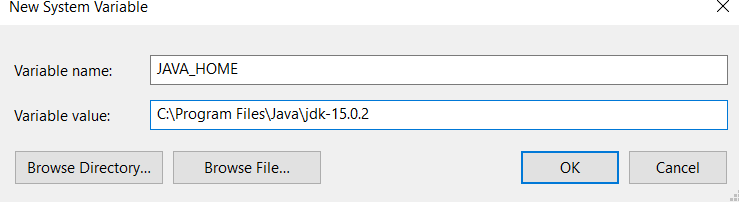 New System Variable
Variable name: JAVA_HOME
Variable value: C:\Program Files\Java\jdk-15.0.2
Browse Directory... Browse File... OK Cancel